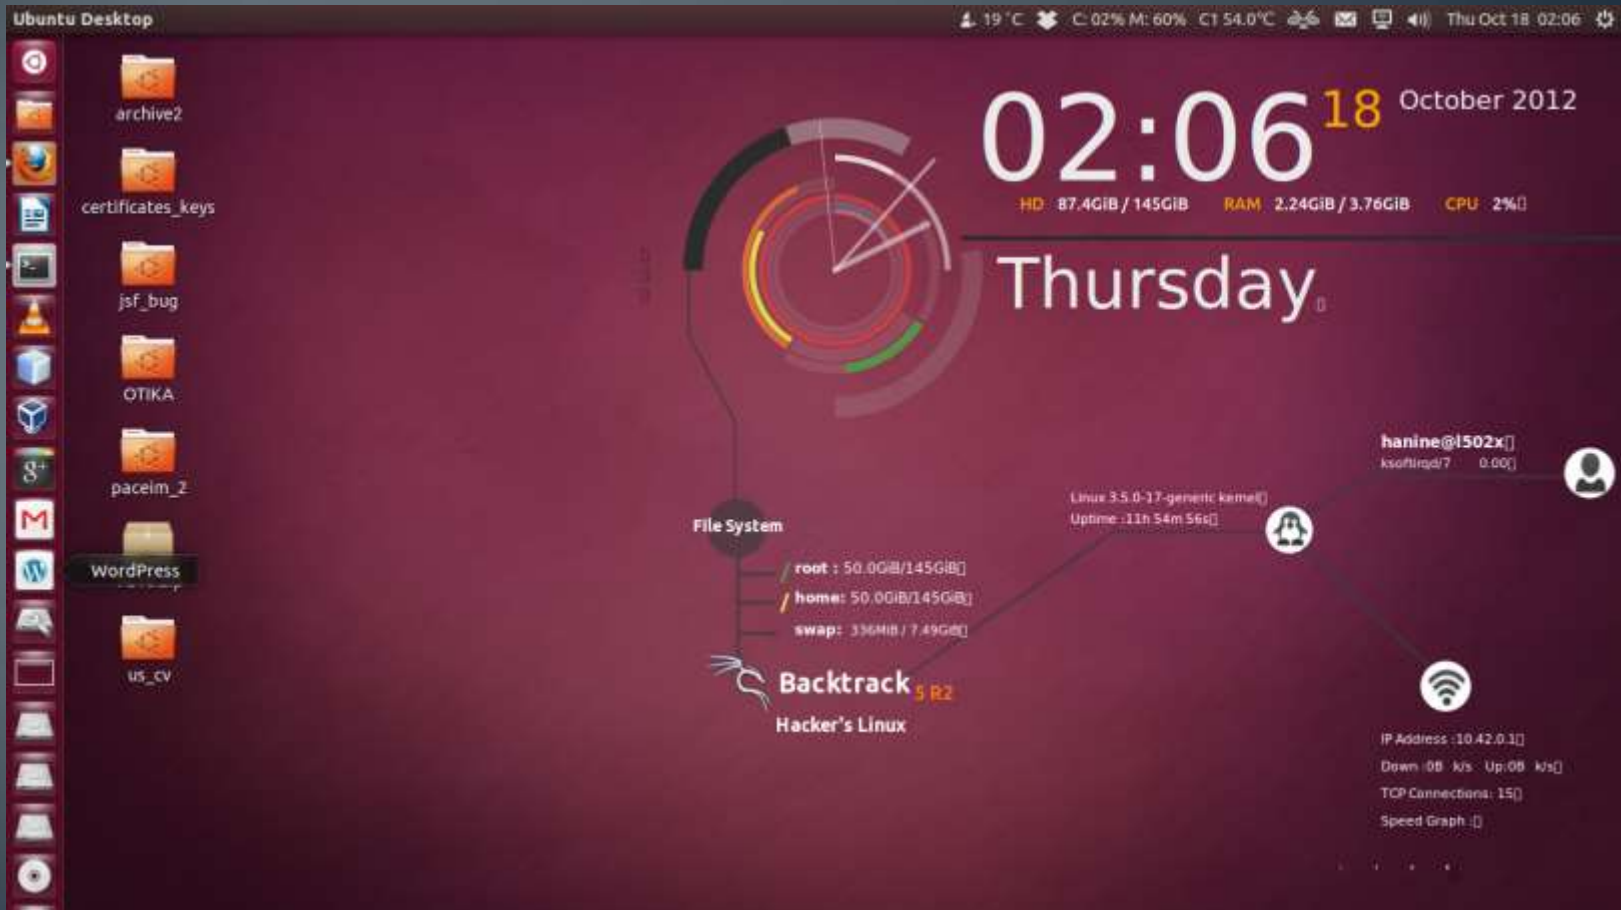 Ubuntu Desktop
19 °C C: 02% M: 60% C1 54.0°C Thu Oct 18 02:06
archive2
certificates_keys
jsf_bug
OTIKA
paceim_2
WordPress
us_cv
02:06 18 October 2012
HD 87.4GiB / 145GiB RAM 2.24GiB / 3.76GiB CPU 2%
Thursday
hanine@l502x
ksoftirqd/7 0.00
Linux 3.5.0-17-generic kernel
Uptime :11h 54m 56s
File System
root : 50.0GiB/145GiB
home: 50.0GiB/145GiB
swap: 336MiB / 7.49GiB
Backtrack 5 R2
Hacker's Linux
IP Address :10.42.0.1
Down :0B k/s Up:0B k/s
TCP Connections: 15
Speed Graph :